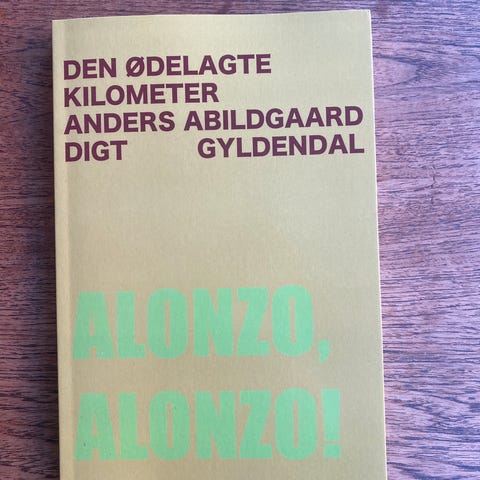 DEN ØDELAGTE
KILOMETER
ANDERS ABILDGAARD
DIGT GYLDENDAL
ALONZO,
ALONZO!